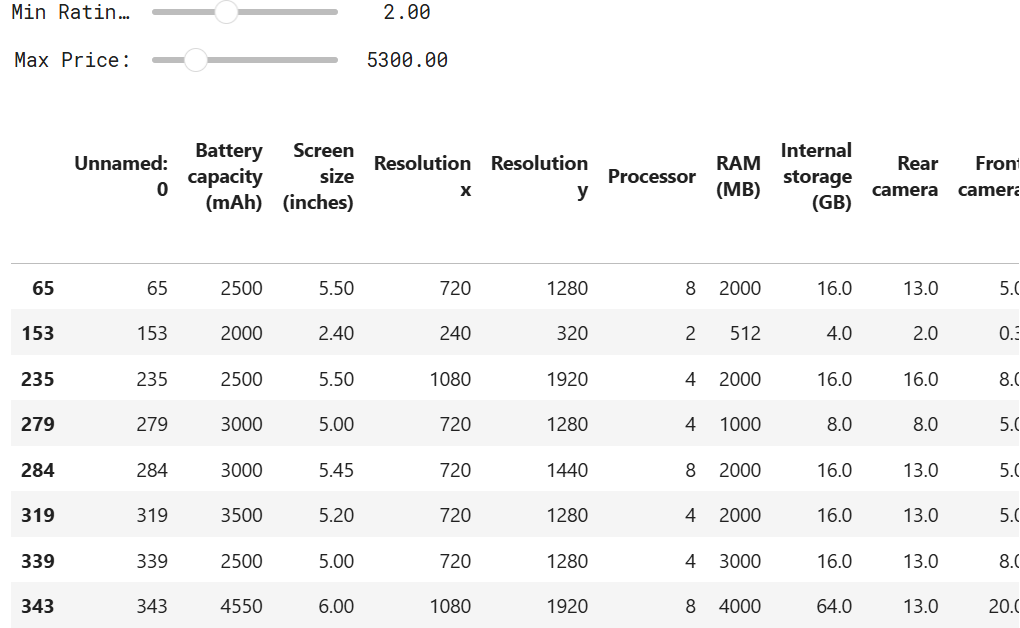 Min Ratin… 2.00
Max Price: 5300.00
Unnamed: 0 Battery capacity (mAh) Screen size (inches) Resolution x Resolution y Processor RAM (MB) Internal storage (GB) Rear camera Front camera
65 65 2500 5.50 720 1280 8 2000 16.0 13.0 5.0
153 153 2000 2.40 240 320 2 512 4.0 2.0 0.3
235 235 2500 5.50 1080 1920 4 2000 16.0 16.0 8.0
279 279 3000 5.00 720 1280 4 1000 8.0 8.0 5.0
284 284 3000 5.45 720 1440 8 2000 16.0 13.0 5.0
319 319 3500 5.20 720 1280 4 2000 16.0 13.0 5.0
339 339 2500 5.00 720 1280 4 3000 16.0 13.0 8.0
343 343 4550 6.00 1080 1920 8 4000 64.0 13.0 20.0